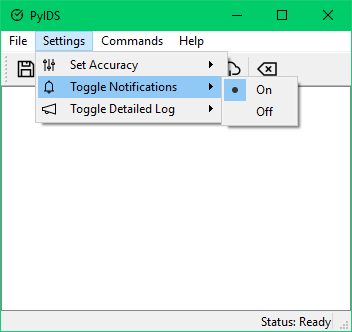 PyIDS
File Settings Commands Help
Set Accuracy
Toggle Notifications
On
Toggle Detailed Log
Off
Status: Ready